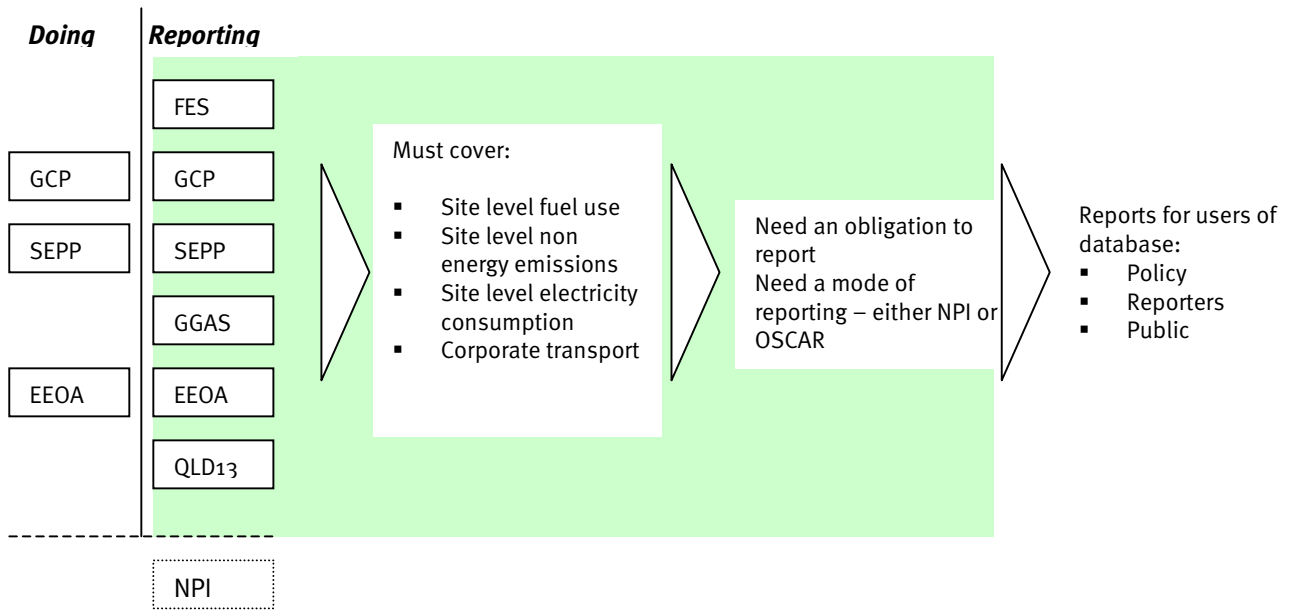 Doing
Reporting
FES
GCP
GCP
SEPP
SEPP
GGAS
EEOA
EEOA
QLD13
NPI
Must cover:
▪ Site level fuel use
▪ Site level non
energy emissions
▪ Site level electricity
consumption
▪ Corporate transport
Need an obligation to
report
Need a mode of
reporting – either NPI or
OSCAR
Reports for users of
database:
▪ Policy
▪ Reporters
▪ Public